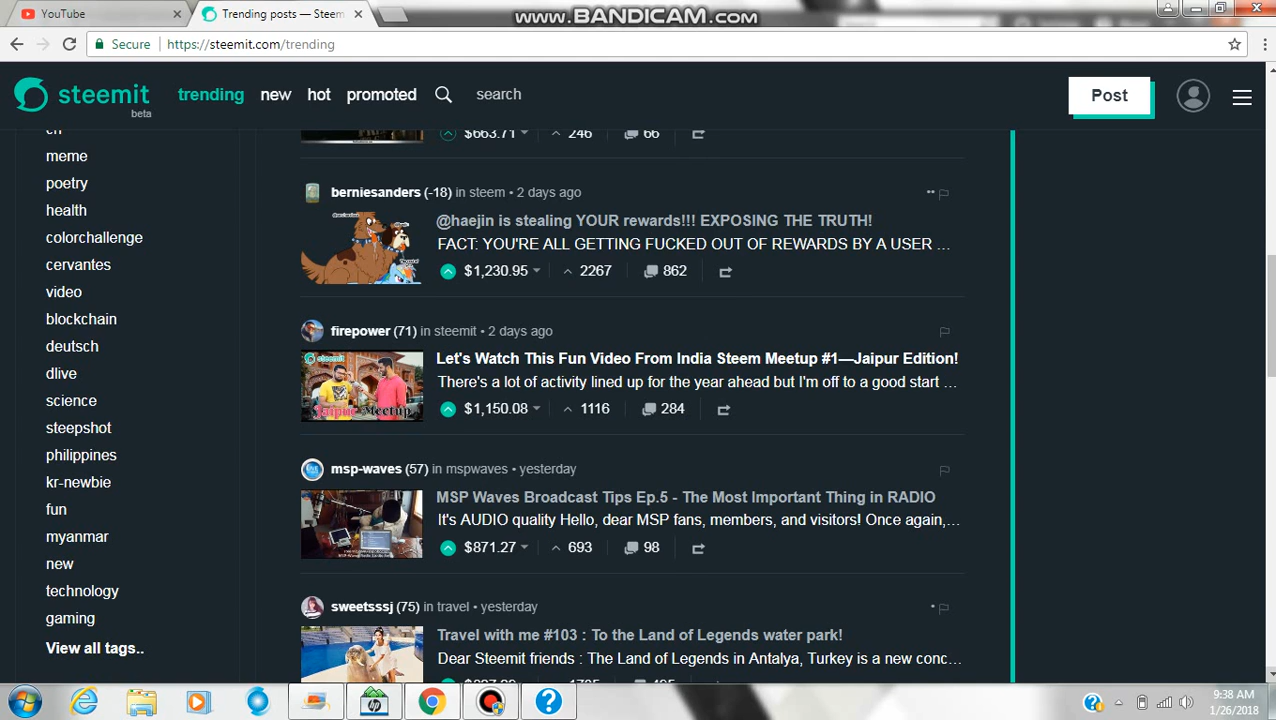 YouTube
Trending posts — Steem
www.BANDICAM.com
Secure https://steemit.com/trending
steemit
beta
trending new hot promoted search
Post
meme
poetry
health
colorchallenge
cervantes
video
blockchain
deutsch
dlive
science
steepshot
philippines
kr-newbie
fun
myanmar
new
technology
gaming
View all tags..
$663.71 246 66
berniesanders (-18) in steem • 2 days ago
@haejin is stealing YOUR rewards!!! EXPOSING THE TRUTH!
FACT: YOU'RE ALL GETTING FUCKED OUT OF REWARDS BY A USER ...
$1,230.95 2267 862
firepower (71) in steemit • 2 days ago
Let's Watch This Fun Video From India Steem Meetup #1—Jaipur Edition!
There's a lot of activity lined up for the year ahead but I'm off to a good start ...
steemit
Jaipur Meetup
$1,150.08 1116 284
msp-waves (57) in mspwaves • yesterday
MSP Waves Broadcast Tips Ep.5 - The Most Important Thing in RADIO
It's AUDIO quality Hello, dear MSP fans, members, and visitors! Once again,...
$871.27 693 98
sweetsssj (75) in travel • yesterday
Travel with me #103 : To the Land of Legends water park!
Dear Steemit friends : The Land of Legends in Antalya, Turkey is a new conc...
9:38 AM
1/26/2018